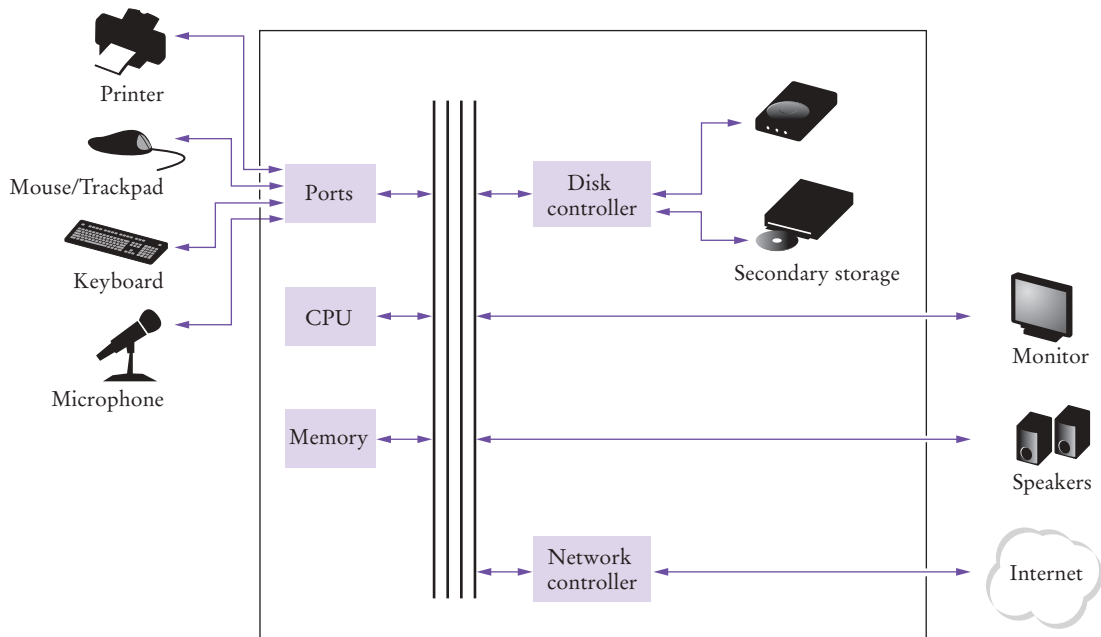 Printer
Mouse/Trackpad
Keyboard
Microphone
Ports
CPU
Memory
Disk
controller
Secondary storage
Network
controller
Monitor
Speakers
Internet